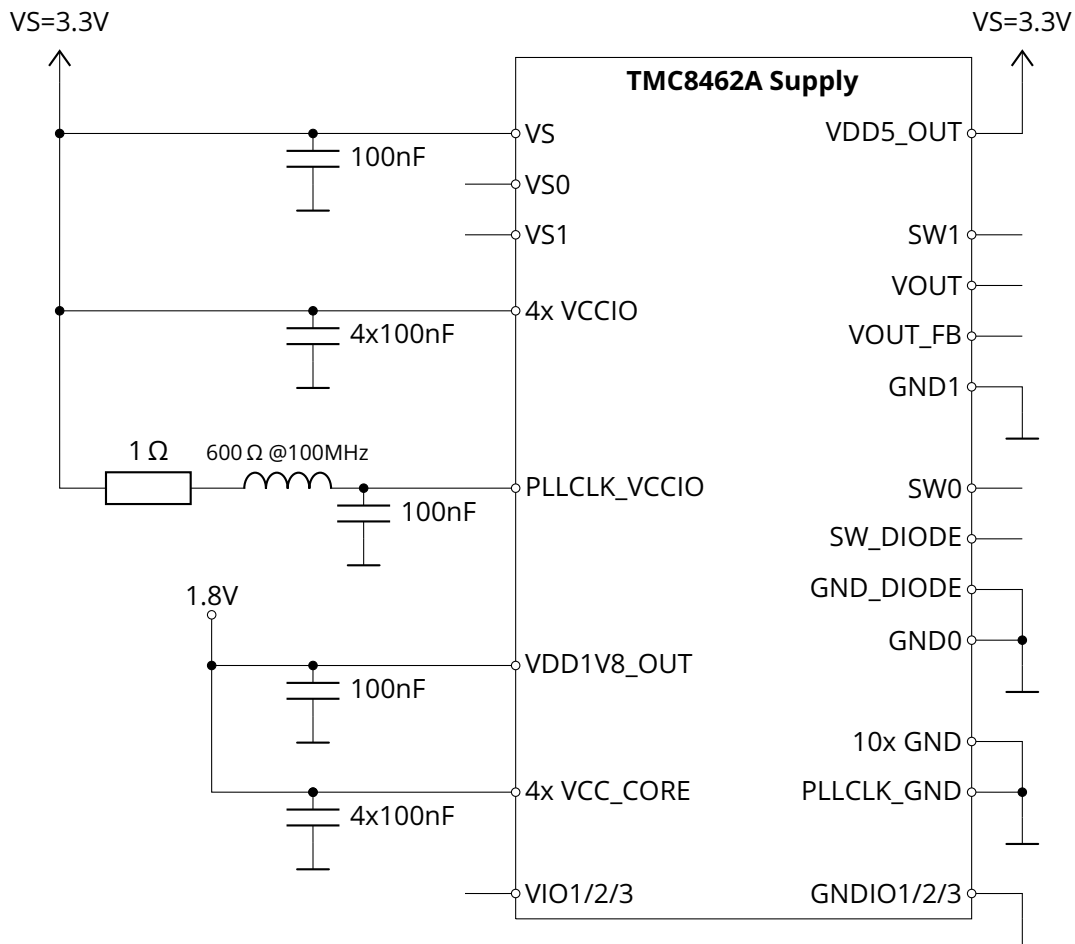 VS=3.3V
VS=3.3V
TMC8462A Supply
VS
VDD5_OUT
100nF
VS0
VS1
SW1
VOUT
4x VCCIO
4x100nF
VOUT_FB
GND1
1 Ω
600 Ω @100MHz
PLLCLK_VCCIO
SW0
100nF
SW_DIODE
GND_DIODE
1.8V
GND0
VDD1V8_OUT
100nF
10x GND
4x VCC_CORE
PLLCLK_GND
4x100nF
VIO1/2/3
GNDIO1/2/3